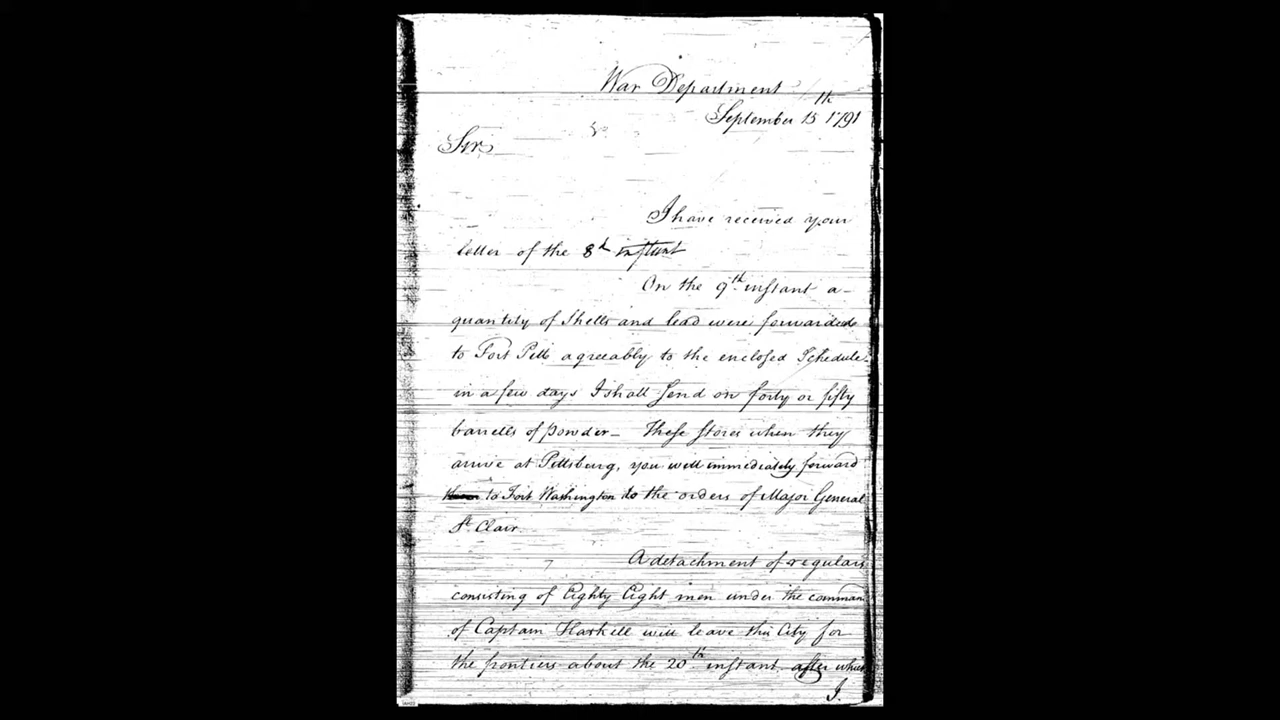 War Department
September 15th 1791
Sir
I have received your
letter of the 8th instant
On the 9th instant a
quantity of Shells and lead were forwarded
to Fort Pitt agreeably to the enclosed Schedule
in a few days I shall send on forty or fifty
barrells of powder — These stores when they
arrive at Pittsburg, you will immediately forward
to Fort Washington to the orders of Major General
St. Clair.
A detachment of regulars
consisting of Eighty Eight men under the command
of Captain Haskell will leave this City for
the frontiers about the 20th instant after which
I